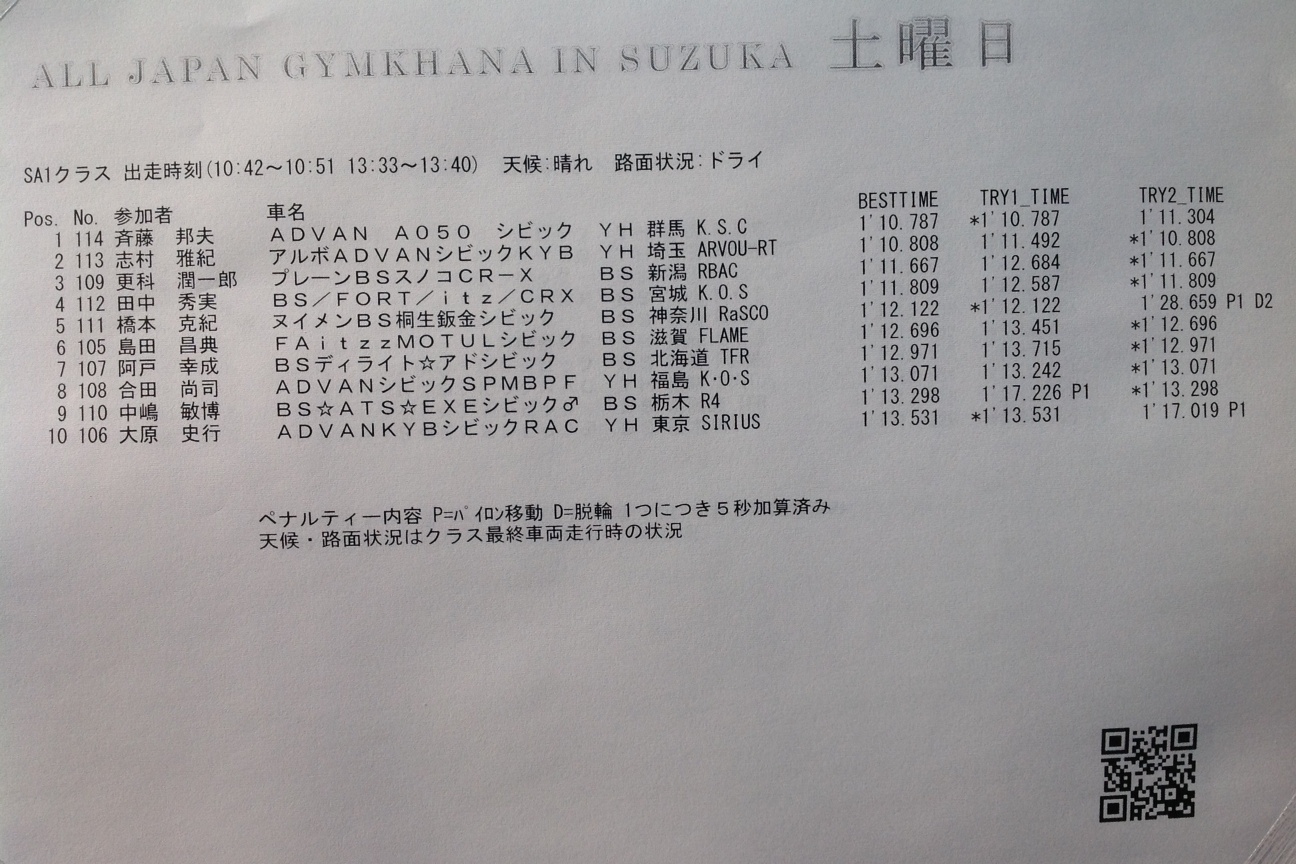 ALL JAPAN GYMKHANA IN SUZUKA 土曜日
SA1クラス 出走時刻(10:42～10:51 13:33～13:40) 天候:晴れ 路面状況:ドライ
Pos. No. 参加者 車名 BESTTIME TRY1_TIME TRY2_TIME
1 114 斉藤 邦夫 ＡＤＶＡＮ Ａ０５０ シビック ＹＨ 群馬 K.S.C 1'10.787 *1'10.787 1'11.304
2 113 志村 雅紀 アルボＡＤＶＡＮシビックＫＹＢ ＹＨ 埼玉 ARVOU-RT 1'10.808 1'11.492 *1'10.808
3 109 更科 潤一郎 プレーンＢＳスノコＣＲ－Ｘ ＢＳ 新潟 RBAC 1'11.667 1'12.684 *1'11.667
4 112 田中 秀実 ＢＳ／ＦＯＲＴ／ｉｔｚ／ＣＲＸ ＢＳ 宮城 K.O.S 1'11.809 1'12.587 *1'11.809
5 111 橋本 克紀 ヌイメンＢＳ桐生鈑金シビック ＢＳ 神奈川 RaSCO 1'12.122 *1'12.122 1'28.659 P1 D2
6 105 島田 昌典 ＦＡｉｔｚｚＭＯＴＵＬシビック ＢＳ 滋賀 FLAME 1'12.696 1'13.451 *1'12.696
7 107 阿戸 幸成 ＢＳディライト☆アドシビック ＢＳ 北海道 TFR 1'12.971 1'13.715 *1'12.971
8 108 合田 尚司 ＡＤＶＡＮシビックＳＰＭＢＰＦ ＹＨ 福島 K・O・S 1'13.071 1'13.242 *1'13.071
9 110 中嶋 敏博 ＢＳ☆ＡＴＳ☆ＥＸＥシビック♂ ＢＳ 栃木 R4 1'13.298 1'17.226 P1 *1'13.298
10 106 大原 史行 ＡＤＶＡＮＫＹＢシビックＲＡＣ ＹＨ 東京 SIRIUS 1'13.531 *1'13.531 1'17.019 P1
ペナルティー内容 P=ﾊﾟｲﾛﾝ移動 D=脱輪 1つにつき５秒加算済み
天候・路面状況はクラス最終車両走行時の状況